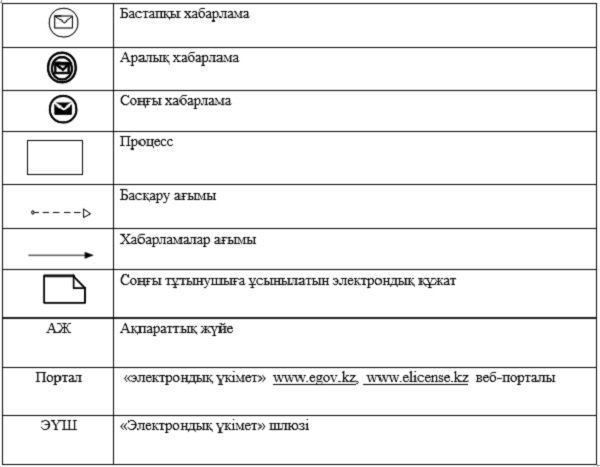 Бастапқы хабарлама
Аралық хабарлама
Соңғы хабарлама
Процесс
Басқару ағымы
Хабарламалар ағымы
Соңғы тұтынушыға ұсынылатын электрондық құжат
АЖ Ақпараттық жүйе
Портал «электрондық үкімет» www.egov.kz, www.elicense.kz веб-порталы
ЭҮШ «Электрондық үкімет» шлюзі